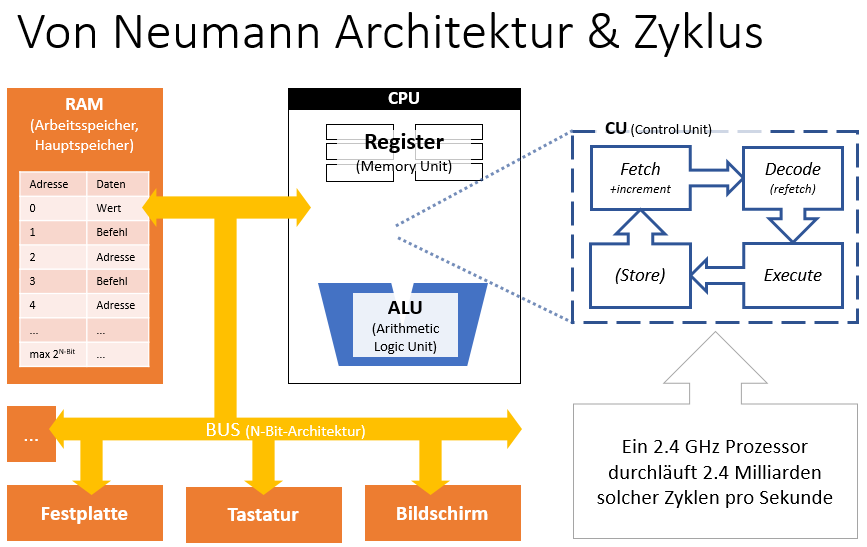 Von Neumann Architektur & Zyklus
RAM
(Arbeitsspeicher,
Hauptspeicher)
Adresse Daten
0 Wert
1 Befehl
2 Adresse
3 Befehl
4 Adresse
... ...
max 2^N-Bit ...
CPU
Register
(Memory Unit)
ALU
(Arithmetic
Logic Unit)
CU (Control Unit)
Fetch
+increment
Decode
(refetch)
(Store)
Execute
...
BUS (N-Bit-Architektur)
Festplatte
Tastatur
Bildschirm
Ein 2.4 GHz Prozessor
durchläuft 2.4 Milliarden
solcher Zyklen pro Sekunde